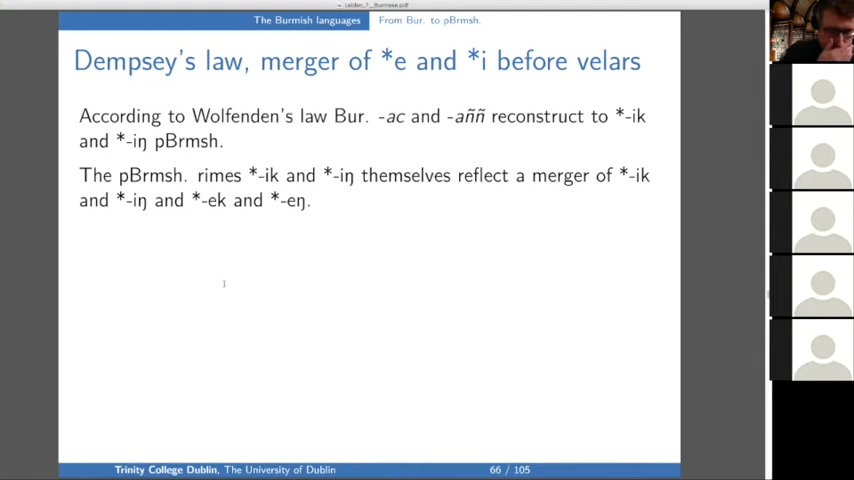 Leiden_7__Burmese.pdf
The Burmish languages From Bur. to pBrmsh.
Dempsey's law, merger of *e and *i before velars
According to Wolfenden's law Bur. -ac and -aññ reconstruct to *-ik
and *-iŋ pBrmsh.
The pBrmsh. rimes *-ik and *-iŋ themselves reflect a merger of *-ik
and *-iŋ and *-ek and *-eŋ.
Trinity College Dublin, The University of Dublin 66 / 105